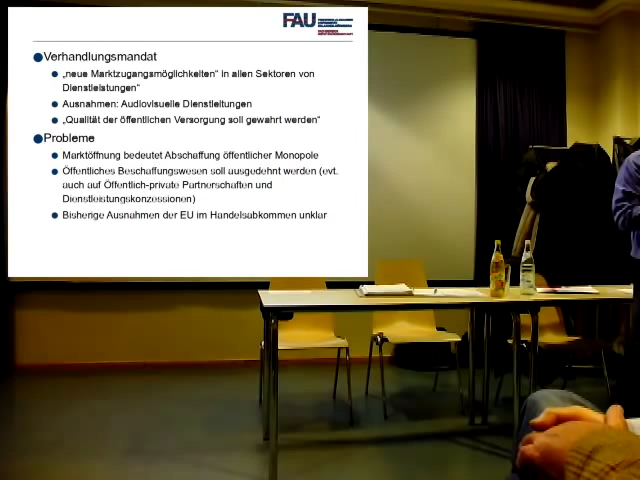 FAU
Verhandlungsmandat
„neue Marktzugangsmöglichkeiten“ in allen Sektoren von
Dienstleistungen“
Ausnahmen: Audiovisuelle Dienstleitungen
„Qualität der öffentlichen Versorgung soll gewahrt werden“
Probleme
Marktöffnung bedeutet Abschaffung öffentlicher Monopole
Öffentliches Beschaffungswesen soll ausgedehnt werden (evt.
auch auf Öffentlich-private Partnerschaften und
Dienstleistungskonzessionen)
Bisherige Ausnahmen der EU im Handelsabkommen unklar